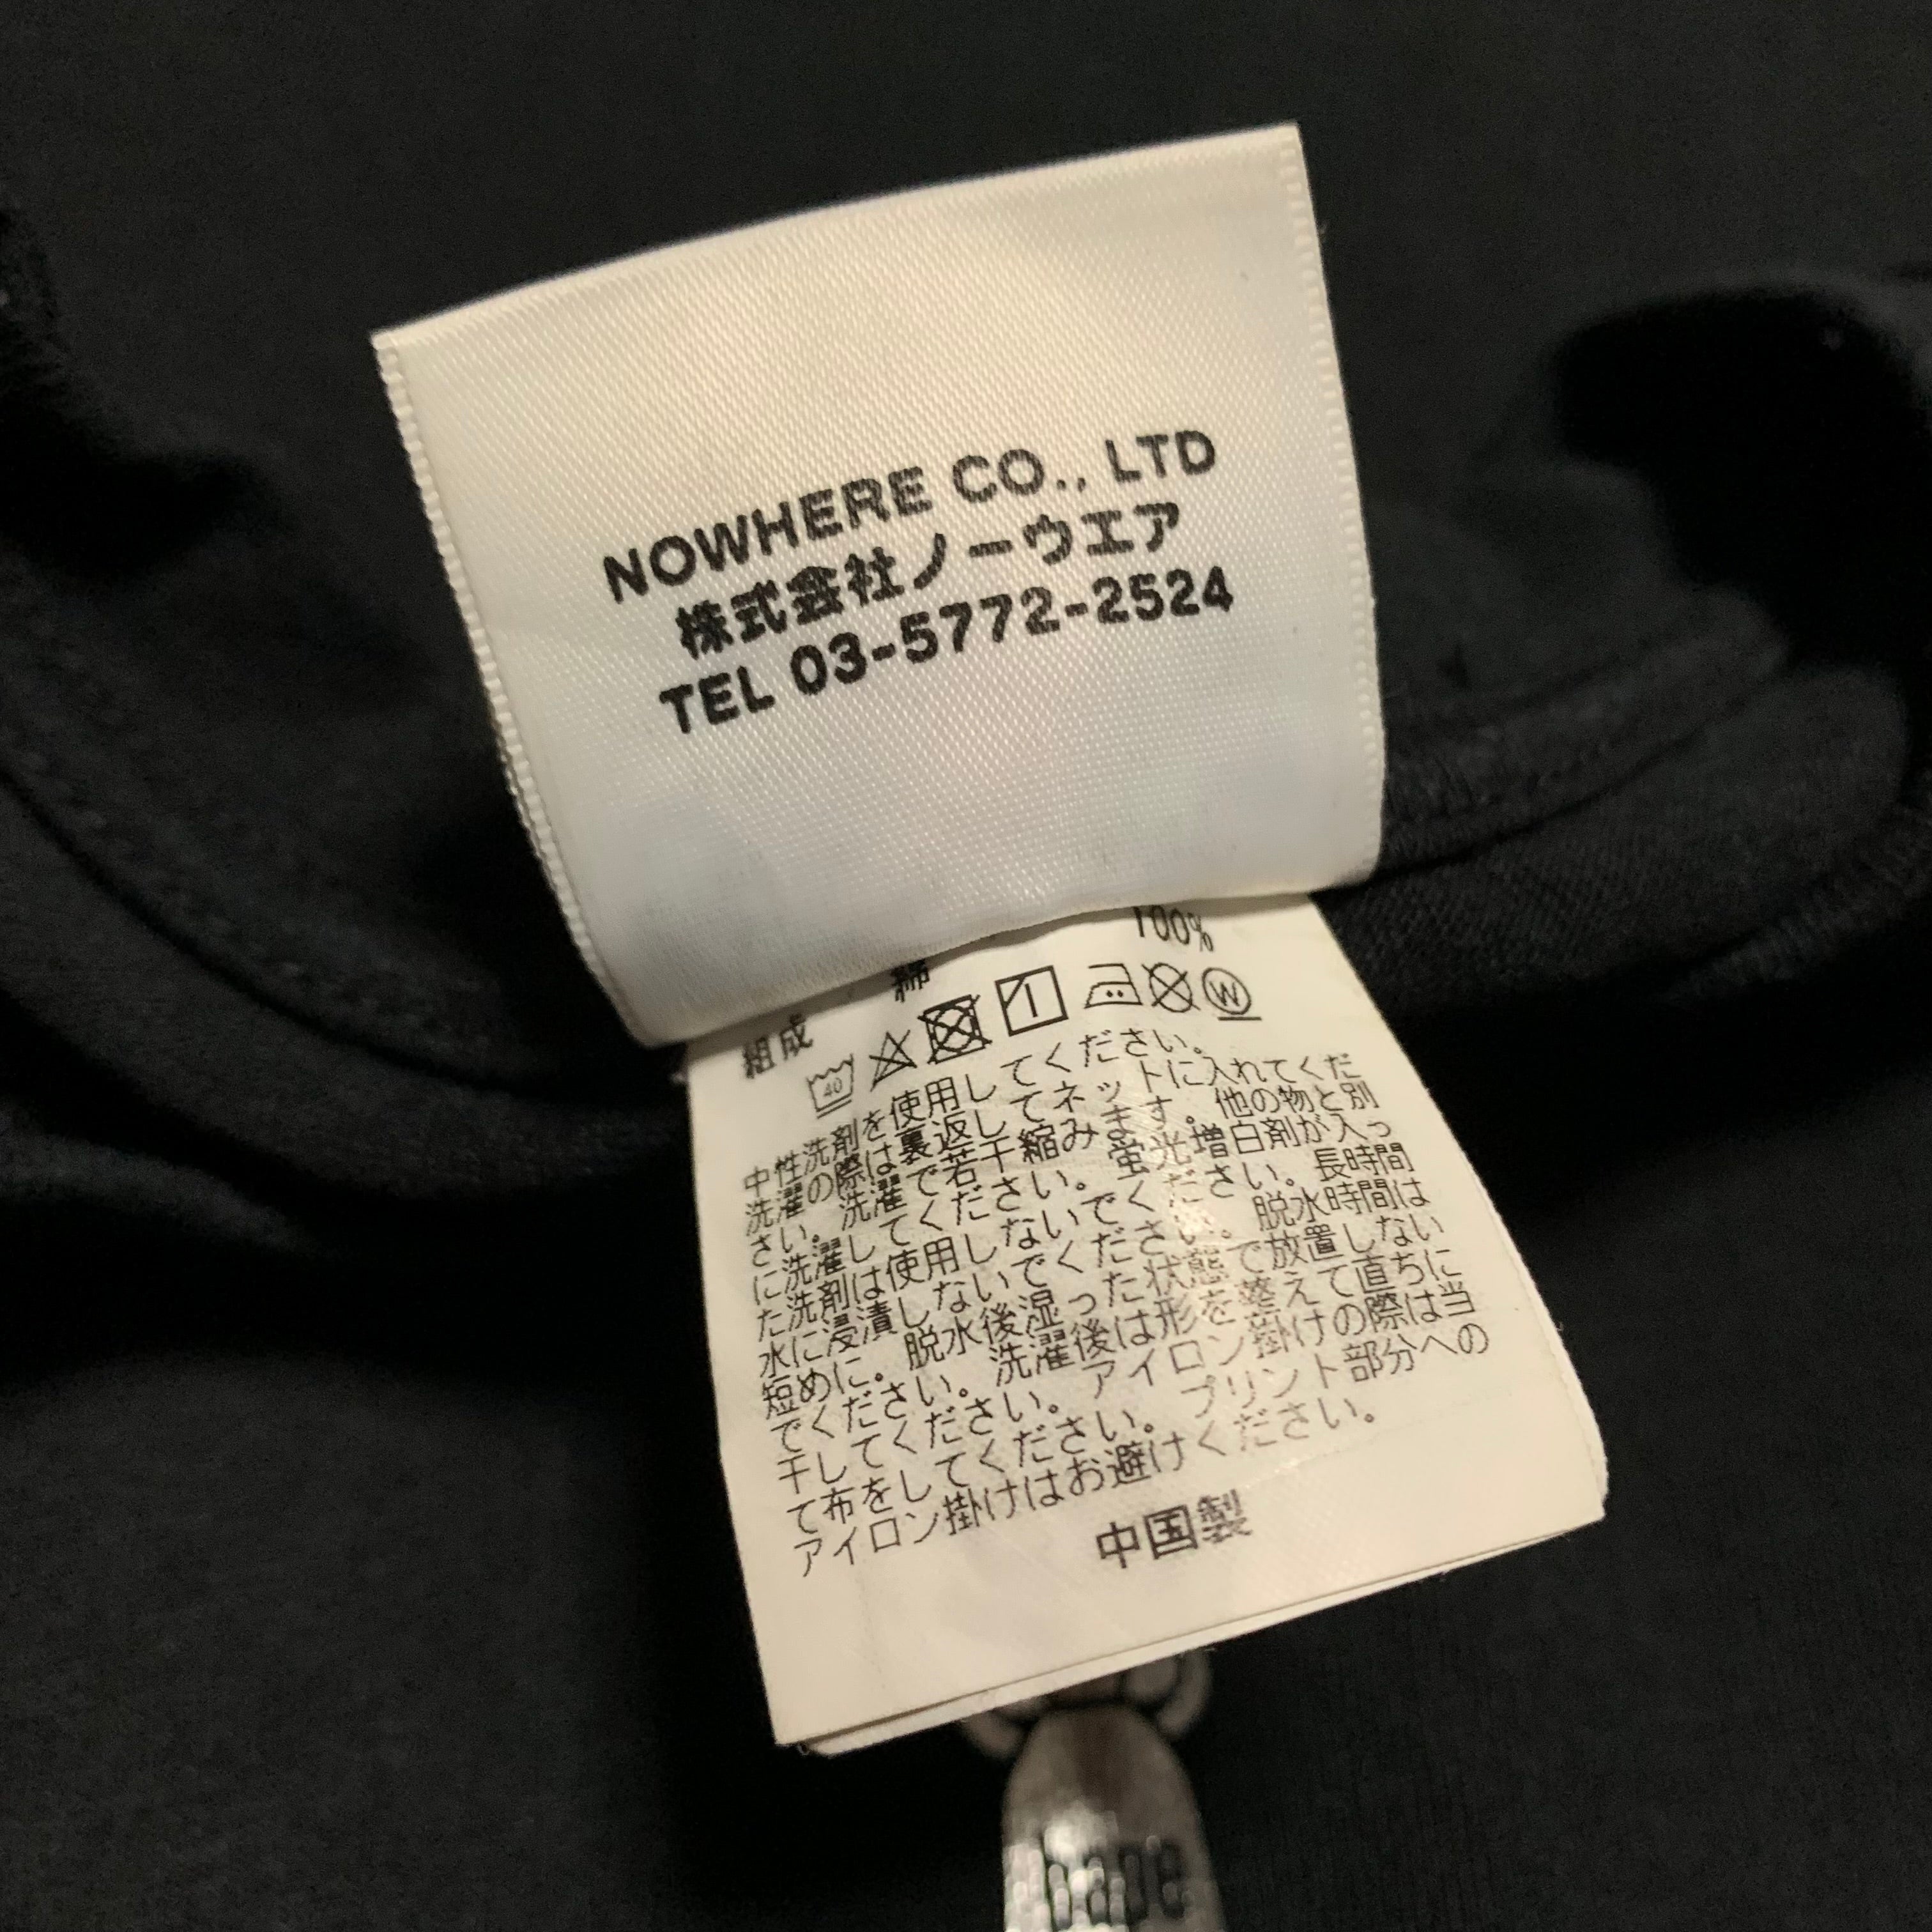 NOWHERE CO., LTD
株式会社ノーウエア
TEL 03-5772-2524
100%
綿
組成
40
W
中性洗剤を使用してください。
洗濯の際は裏返してネットに入れてくだ
さい。洗濯で若干縮みます。他の物と別
に洗濯してください。蛍光増白剤が入っ
た洗剤は使用しないでください。長時間
水に浸漬しないでください。脱水時間は
短めに。脱水後湿った状態で放置しない
でください。洗濯後は形を整えて直ちに
干してください。アイロン掛けの際は当
て布をしてください。プリント部分への
アイロン掛けはお避けください。
中国製
bape